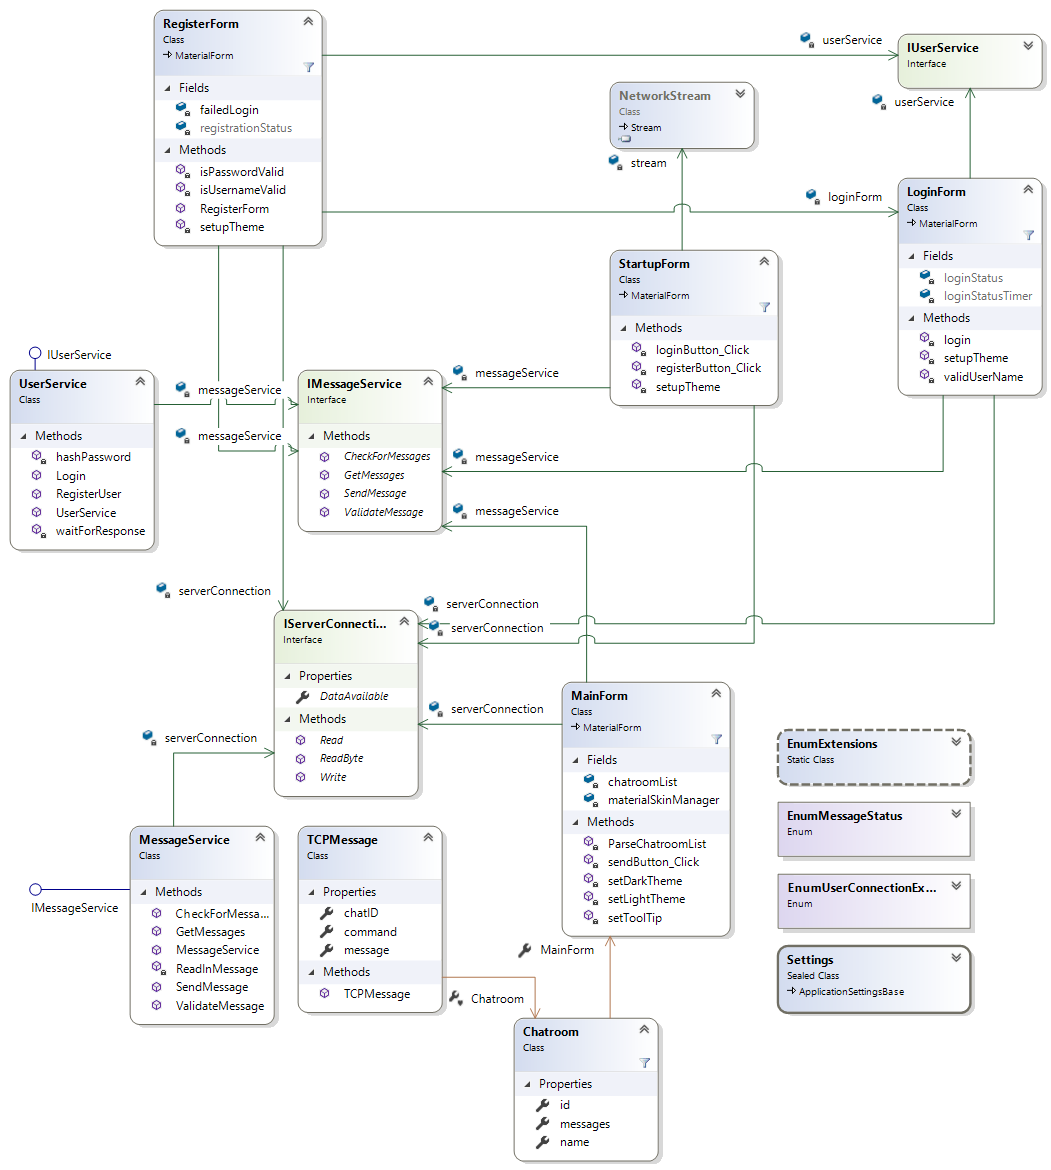 RegisterForm
Class
MaterialForm
Fields
failedLogin
registrationStatus
Methods
isPasswordValid
isUsernameValid
RegisterForm
setupTheme
userService
IUserService
Interface
userService
NetworkStream
Class
Stream
stream
loginForm
LoginForm
Class
MaterialForm
Fields
loginStatus
loginStatusTimer
Methods
login
setupTheme
validUserName
StartupForm
Class
MaterialForm
Methods
loginButton_Click
registerButton_Click
setupTheme
IUserService
UserService
Class
Methods
hashPassword
Login
RegisterUser
UserService
waitForResponse
messageService
messageService
IMessageService
Interface
Methods
CheckForMessages
GetMessages
SendMessage
ValidateMessage
messageService
messageService
messageService
serverConnection
serverConnection
serverConnection
IServerConnecti...
Interface
Properties
DataAvailable
Methods
Read
ReadByte
Write
serverConnection
serverConnection
MainForm
Class
MaterialForm
Fields
chatroomList
materialSkinManager
Methods
ParseChatroomList
sendButton_Click
setDarkTheme
setLightTheme
setToolTip
EnumExtensions
Static Class
EnumMessageStatus
Enum
EnumUserConnectionEx...
Enum
Settings
Sealed Class
ApplicationSettingsBase
MessageService
Class
Methods
CheckForMessa...
GetMessages
MessageService
ReadInMessage
SendMessage
ValidateMessage
IMessageService
TCPMessage
Class
Properties
chatID
command
message
Methods
TCPMessage
MainForm
Chatroom
Chatroom
Class
Properties
id
messages
name